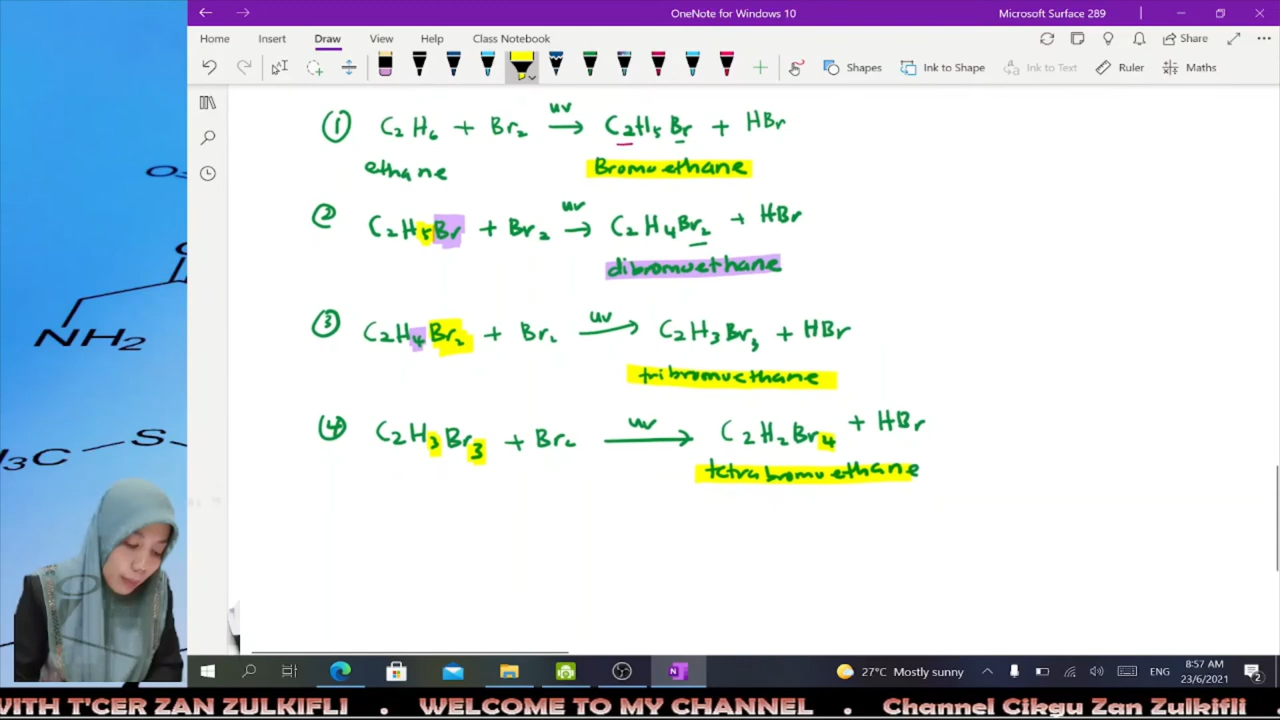 OneNote for Windows 10
Microsoft Surface 289
Home Insert Draw View Help Class Notebook
Share
Shapes Ink to Shape Ink to Text Ruler Maths
① C₂H₆ + Br₂ uv → C₂H₅Br + HBr
ethane Bromoethane
② C₂H₅Br + Br₂ uv → C₂H₄Br₂ + HBr
dibromoethane
③ C₂H₄Br₂ + Br₂ uv → C₂H₃Br₃ + HBr
tribromoethane
④ C₂H₃Br₃ + Br₂ uv → C₂H₂Br₄ + HBr
tetrabromoethane
NH2
S
O
27°C Mostly sunny
ENG
8:57 AM
23/6/2021
2
WITH T'CER ZAN ZULKIFLI . WELCOME TO MY CHANNEL . Channel Cikgu Zan Zulkifli .